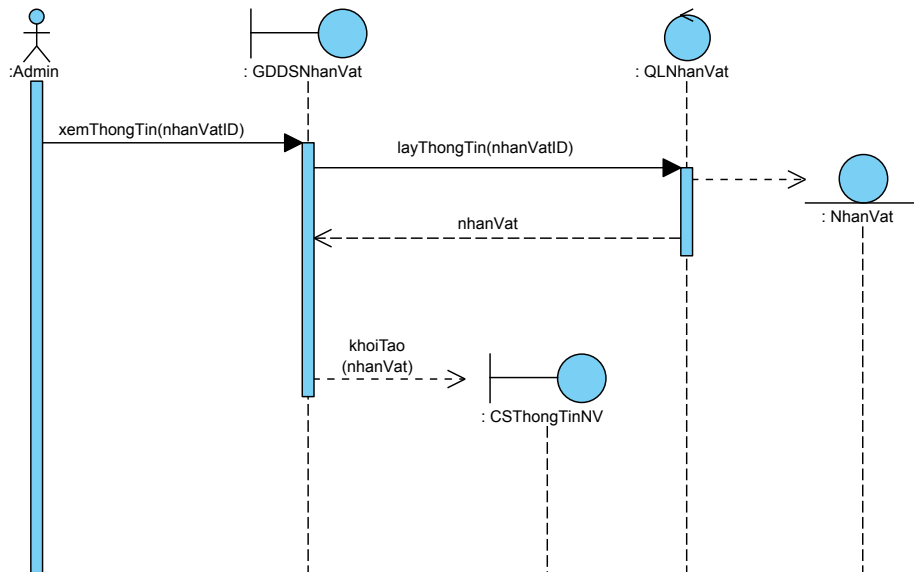 :Admin
: GDDSNhanVat
: QLNhanVat
xemThongTin(nhanVatID)
layThongTin(nhanVatID)
: NhanVat
nhanVat
khoiTao
(nhanVat)
: CSThongTinNV